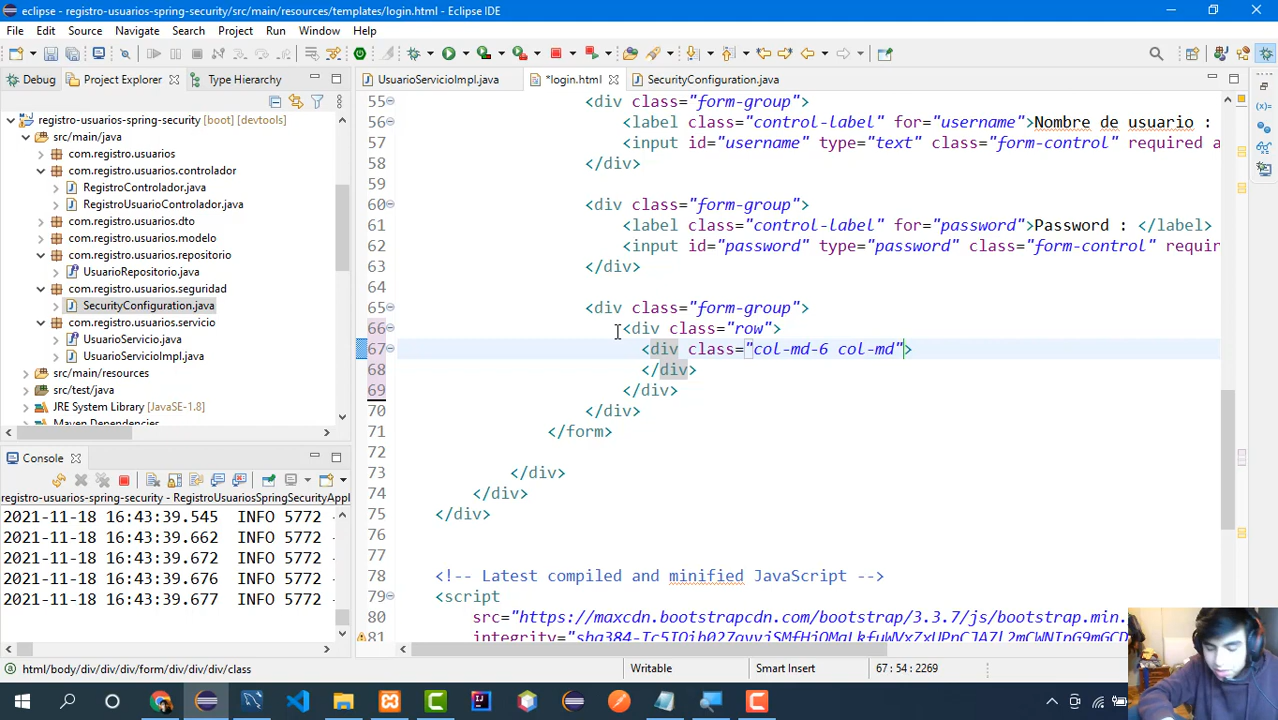 eclipse - registro-usuarios-spring-security/src/main/resources/templates/login.html - Eclipse IDE
File Edit Source Navigate Search Project Run Window Help
Debug Project Explorer Type Hierarchy
UsuarioServicioImpl.java *login.html SecurityConfiguration.java
registro-usuarios-spring-security [boot] [devtools]
src/main/java
com.registro.usuarios
com.registro.usuarios.controlador
RegistroControlador.java
RegistroUsuarioControlador.java
com.registro.usuarios.dto
com.registro.usuarios.modelo
com.registro.usuarios.repositorio
UsuarioRepositorio.java
com.registro.usuarios.seguridad
SecurityConfiguration.java
com.registro.usuarios.servicio
UsuarioServicio.java
UsuarioServicioImpl.java
src/main/resources
src/test/java
JRE System Library [JavaSE-1.8]
Maven Dependencies
55 <div class="form-group">
56 <label class="control-label" for="username">Nombre de usuario :
57 <input id="username" type="text" class="form-control" required a
58 </div>
59
60 <div class="form-group">
61 <label class="control-label" for="password">Password : </label>
62 <input id="password" type="password" class="form-control" requir
63 </div>
64
65 <div class="form-group">
66 <div class="row">
67 <div class="col-md-6 col-md">
68 </div>
69 </div>
70 </div>
71 </form>
72
73 </div>
74 </div>
75 </div>
76
77
78 <!-- Latest compiled and minified JavaScript -->
79 <script
80 src="https://maxcdn.bootstrapcdn.com/bootstrap/3.3.7/js/bootstrap.min.
81
Console
registro-usuarios-spring-security - RegistroUsuariosSpringSecurityAppl
2021-11-18 16:43:39.545 INFO 5772
2021-11-18 16:43:39.662 INFO 5772
2021-11-18 16:43:39.672 INFO 5772
2021-11-18 16:43:39.676 INFO 5772
2021-11-18 16:43:39.677 INFO 5772
html/body/div/div/div/form/div/div/div/class
Writable
Smart Insert
67 : 54 : 2269